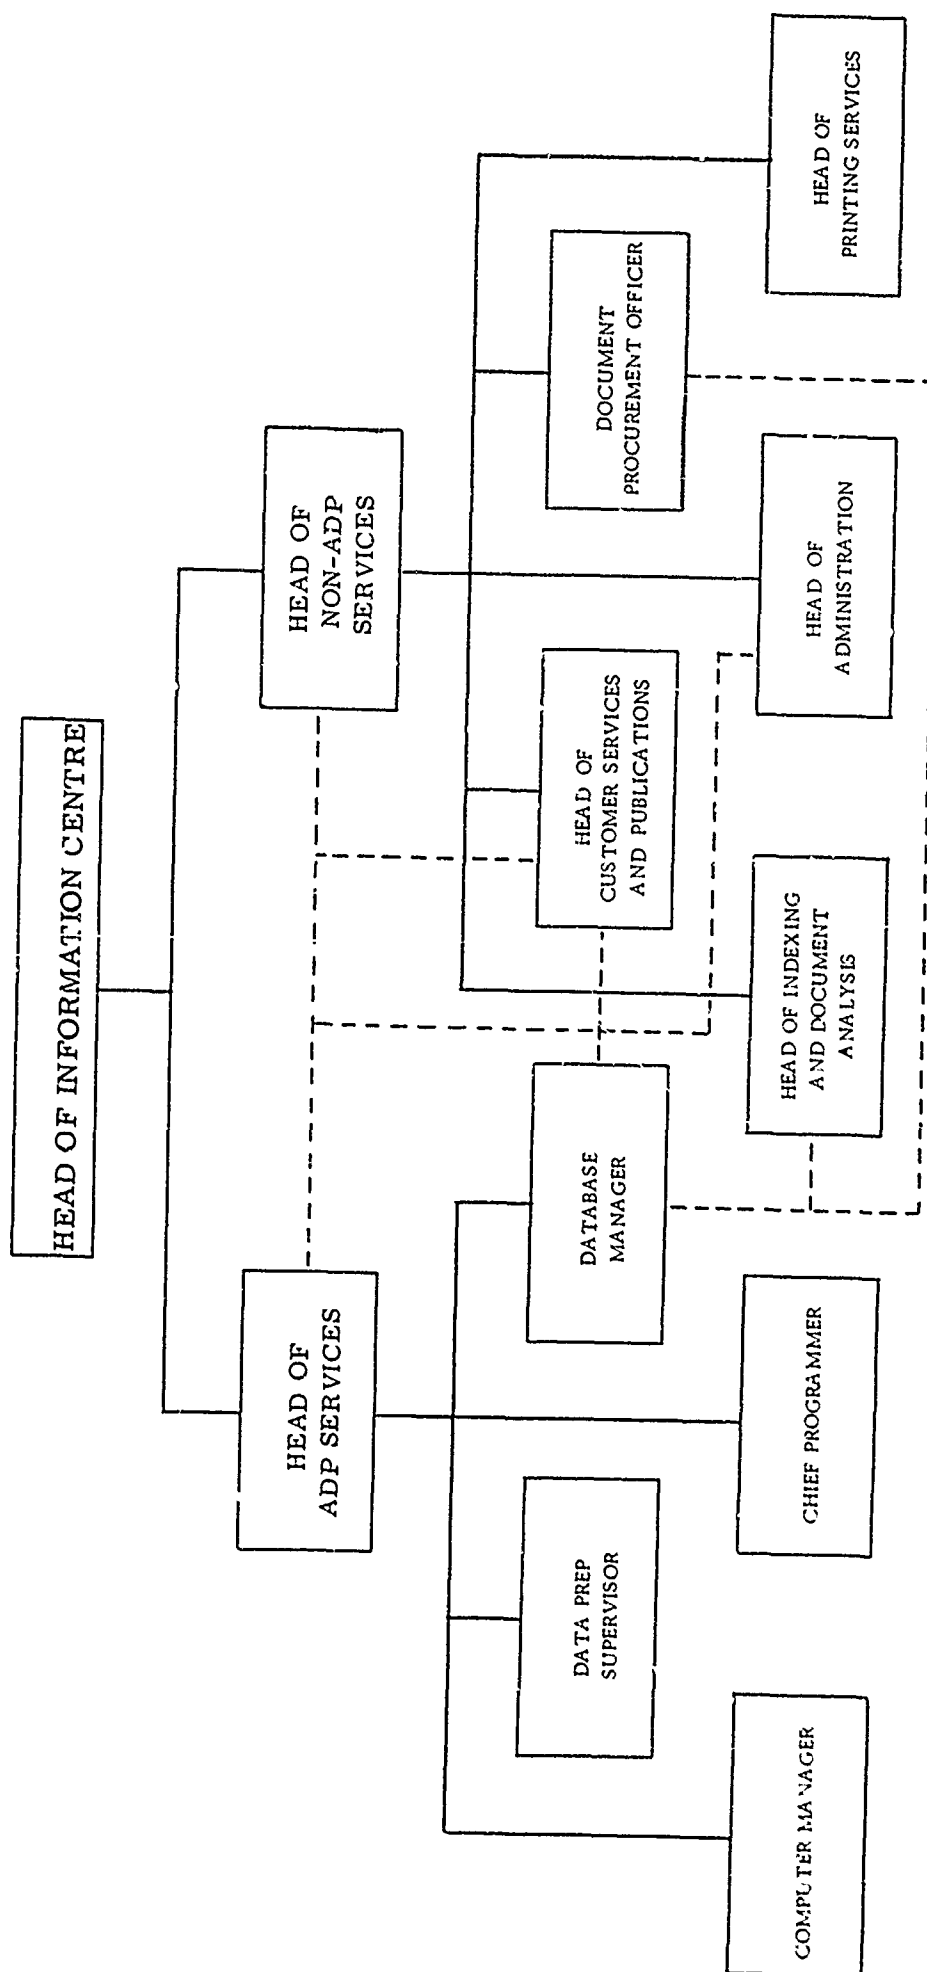 HEAD OF INFORMATION CENTRE
HEAD OF
ADP SERVICES
HEAD OF
NON-ADP
SERVICES
DATA PREP
SUPERVISOR
DATABASE
MANAGER
HEAD OF
CUSTOMER SERVICES
AND PUBLICATIONS
DOCUMENT
PROCUREMENT OFFICER
COMPUTER MANAGER
CHIEF PROGRAMMER
HEAD OF INDEXING
AND DOCUMENT
ANALYSIS
HEAD OF
ADMINISTRATION
HEAD OF
PRINTING SERVICES